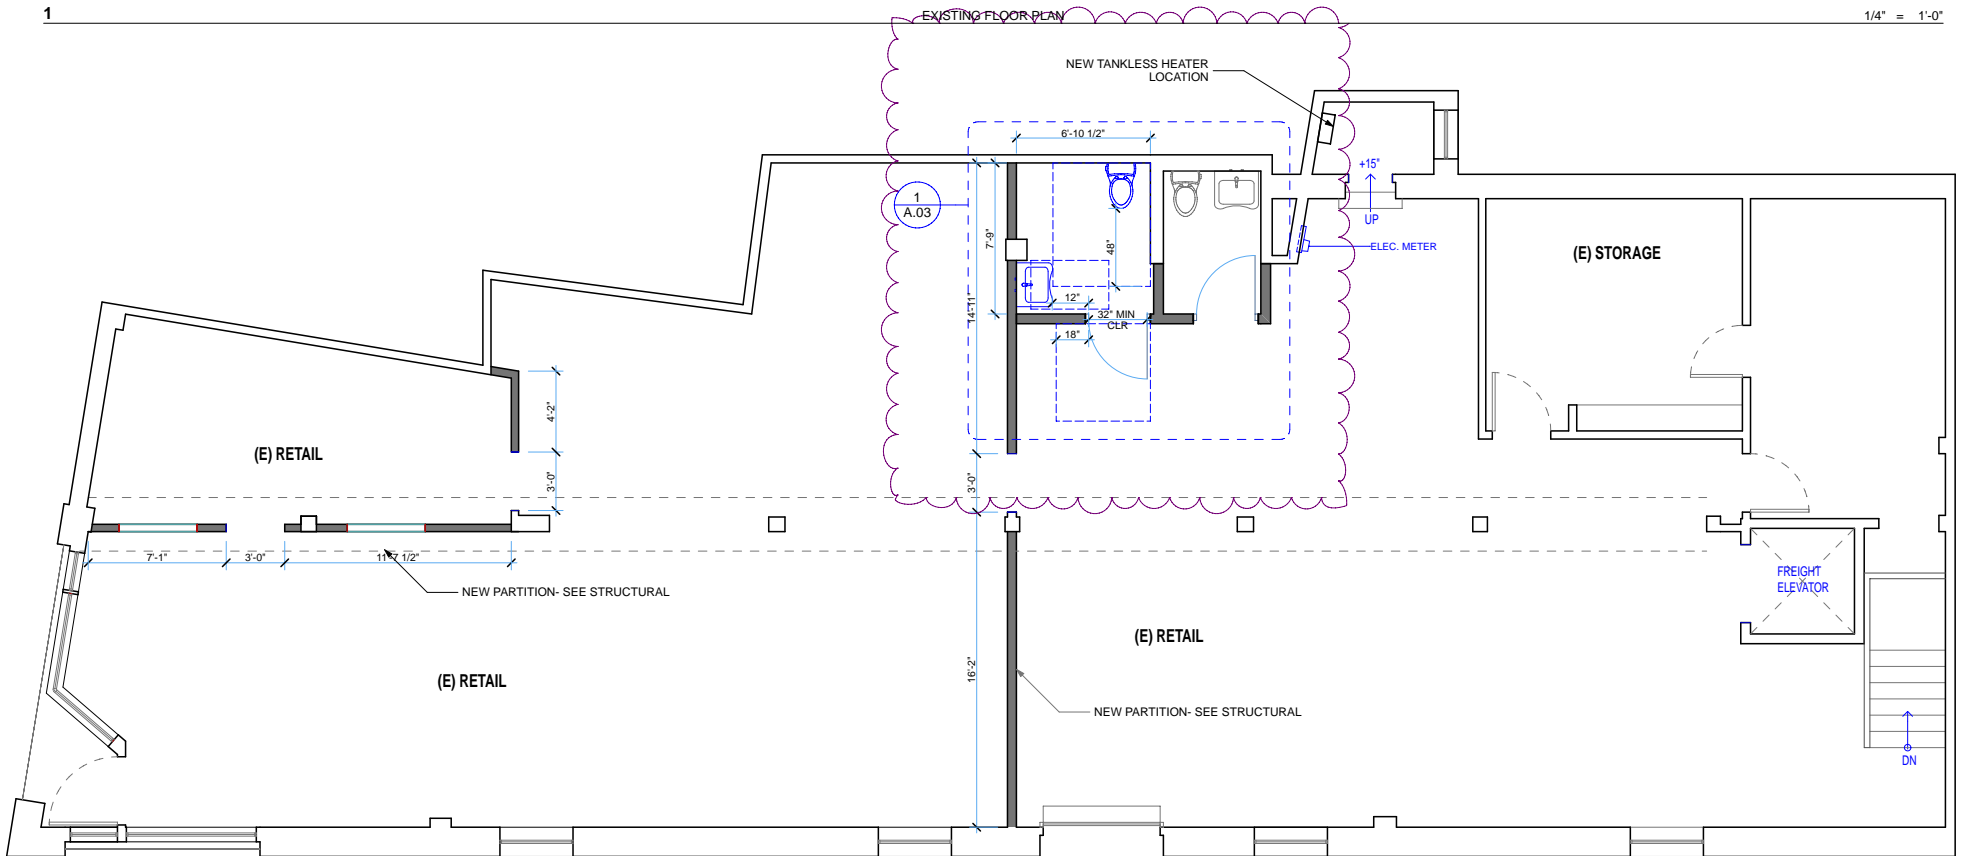 1
EXISTING FLOOR PLAN
1/4" = 1'-0"
NEW TANKLESS HEATER
LOCATION
6'-10 1/2"
+15"
UP
1
A.03
7'-9"
48"
ELEC. METER
(E) STORAGE
12"
14'-11"
32" MIN
CLR
18"
4'-2"
(E) RETAIL
3'-0"
3'-0"
7'-1"
3'-0"
11'-7 1/2"
NEW PARTITION- SEE STRUCTURAL
FREIGHT
ELEVATOR
(E) RETAIL
16'-2"
(E) RETAIL
NEW PARTITION- SEE STRUCTURAL
DN